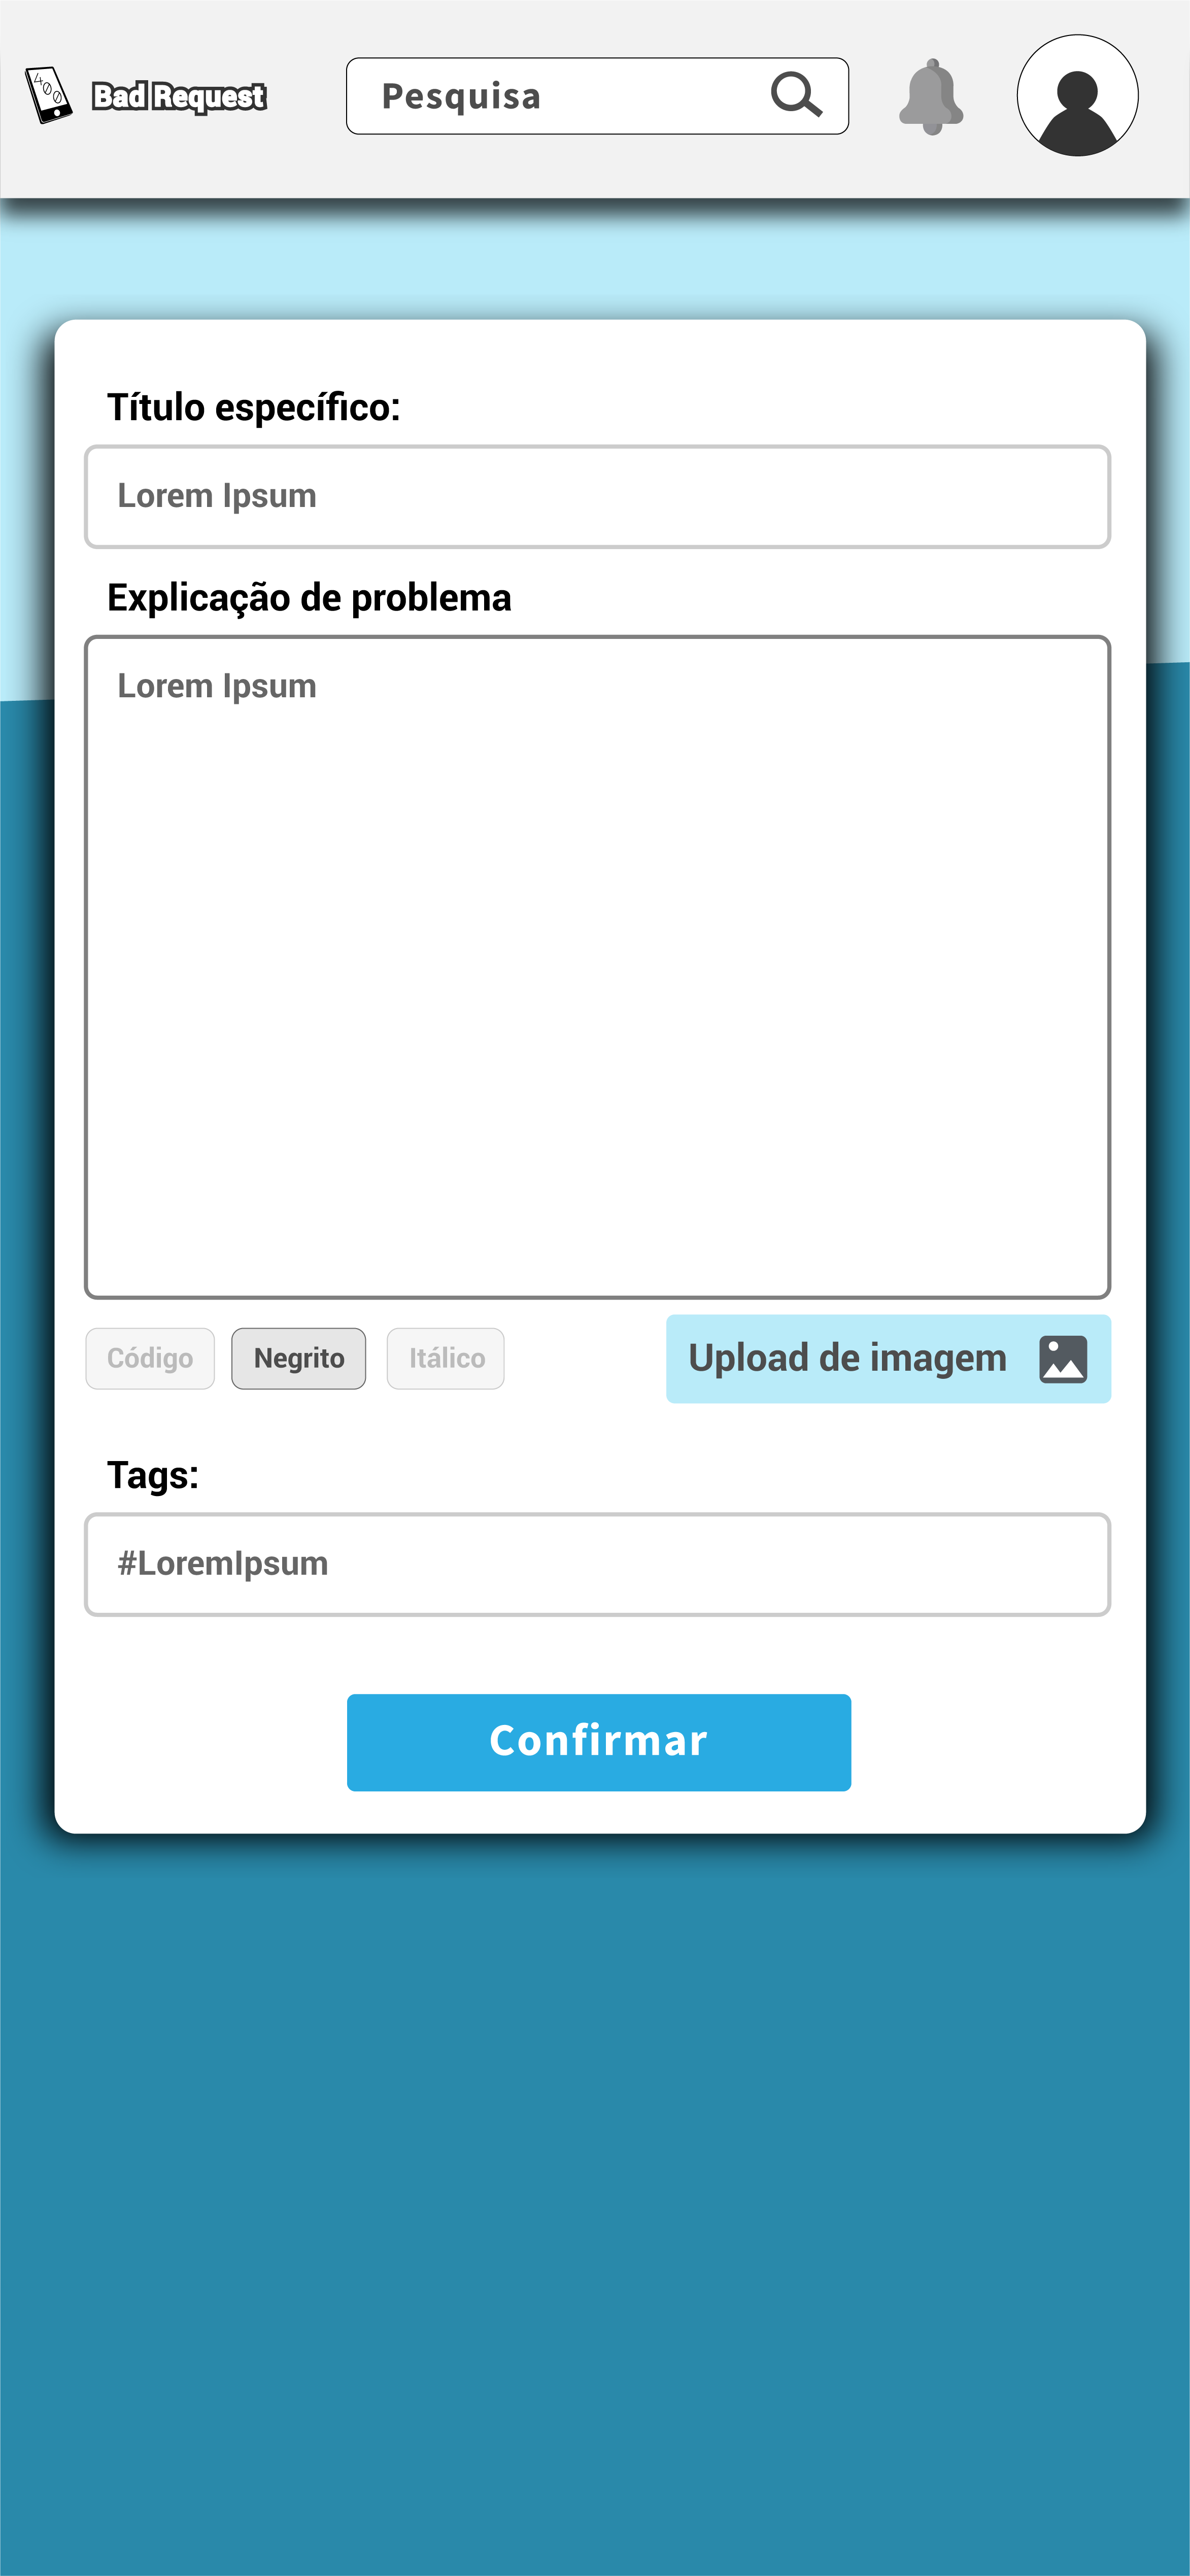 400
Bad Request
Pesquisa
Título específico:
Lorem Ipsum
Explicação de problema
Lorem Ipsum
Código
Negrito
Itálico
Upload de imagem
Tags:
#LoremIpsum
Confirmar